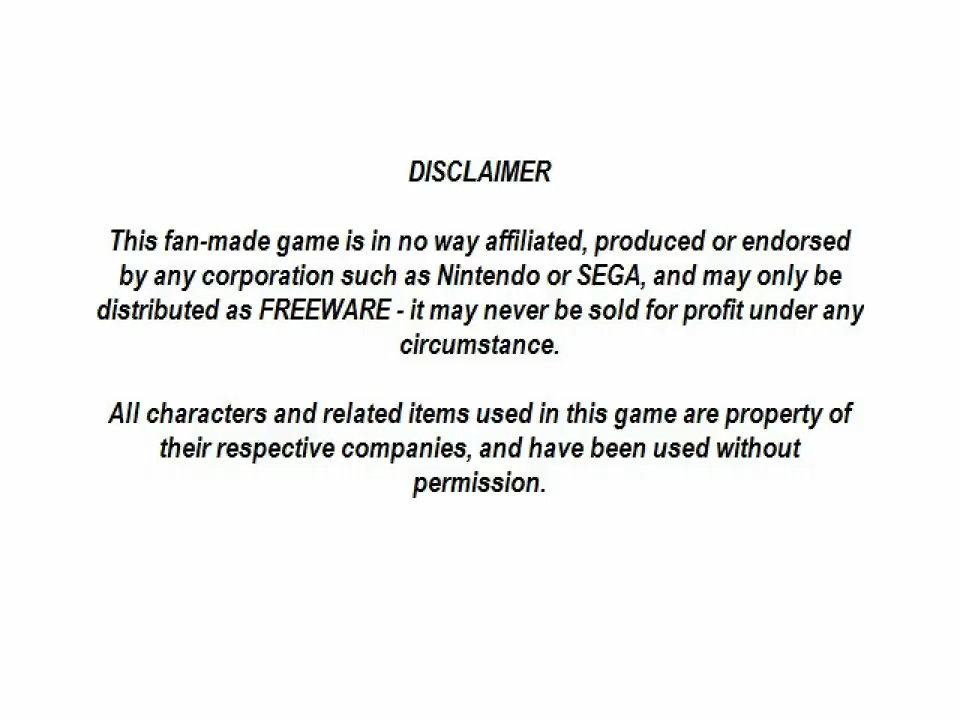 DISCLAIMER
This fan-made game is in no way affiliated, produced or endorsed
by any corporation such as Nintendo or SEGA, and may only be
distributed as FREEWARE - it may never be sold for profit under any
circumstance.
All characters and related items used in this game are property of
their respective companies, and have been used without
permission.